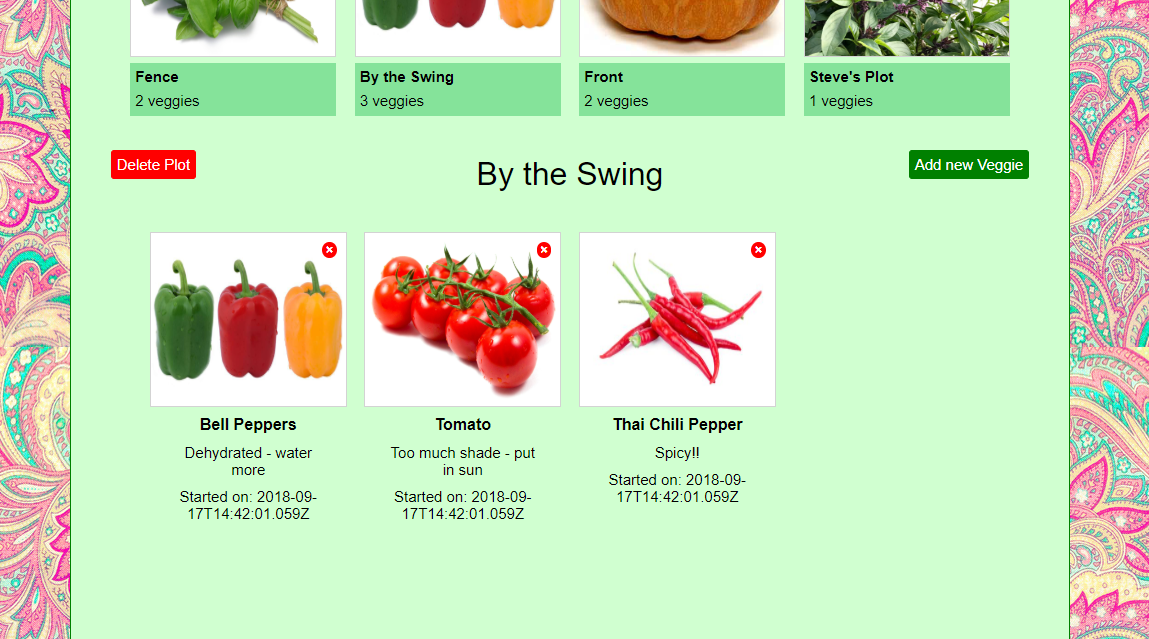 Fence
2 veggies
By the Swing
3 veggies
Front
2 veggies
Steve's Plot
1 veggies
Delete Plot
By the Swing
Add new Veggie
Bell Peppers
Dehydrated - water
more
Started on: 2018-09-
17T14:42:01.059Z
Tomato
Too much shade - put
in sun
Started on: 2018-09-
17T14:42:01.059Z
Thai Chili Pepper
Spicy!!
Started on: 2018-09-
17T14:42:01.059Z